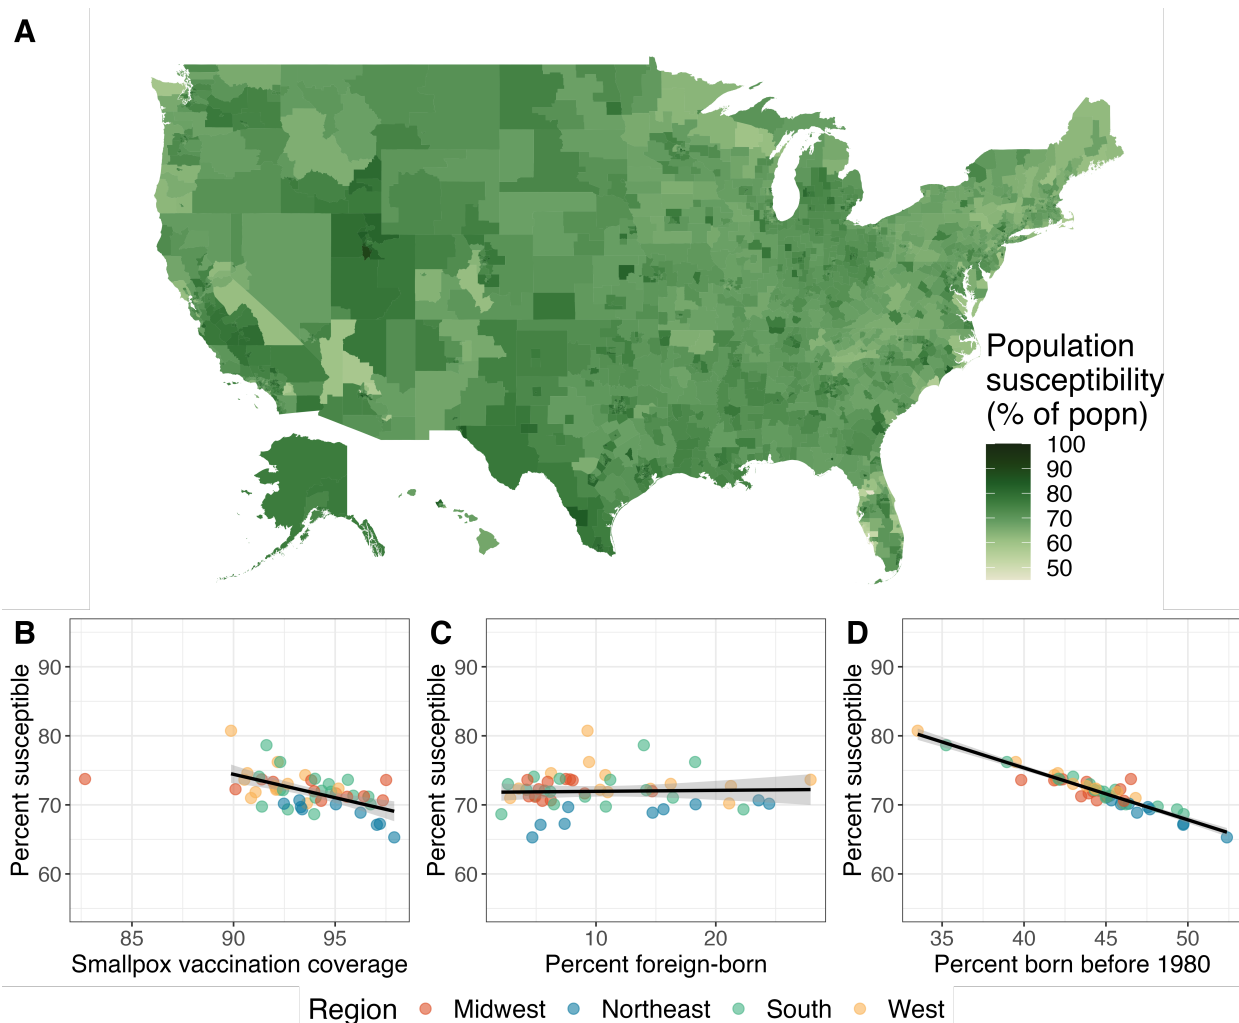 A
Population
susceptibility
(% of popn)
100
90
80
70
60
50
B
Percent susceptible
90
80
70
60
85
90
95
Smallpox vaccination coverage
C
Percent susceptible
90
80
70
60
10
20
Percent foreign-born
D
Percent susceptible
90
80
70
60
35
40
45
50
Percent born before 1980
Region Midwest Northeast South West